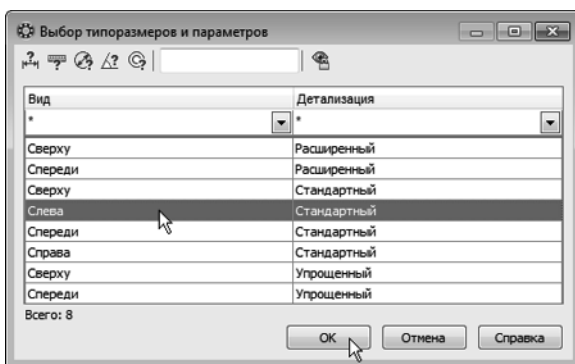 Выбор типоразмеров и параметров
Вид Детализация
* *
Сверху Расширенный
Спереди Расширенный
Сверху Стандартный
Слева Стандартный
Спереди Стандартный
Справа Стандартный
Сверху Упрощенный
Спереди Упрощенный
Всего: 8
OK Отмена Справка